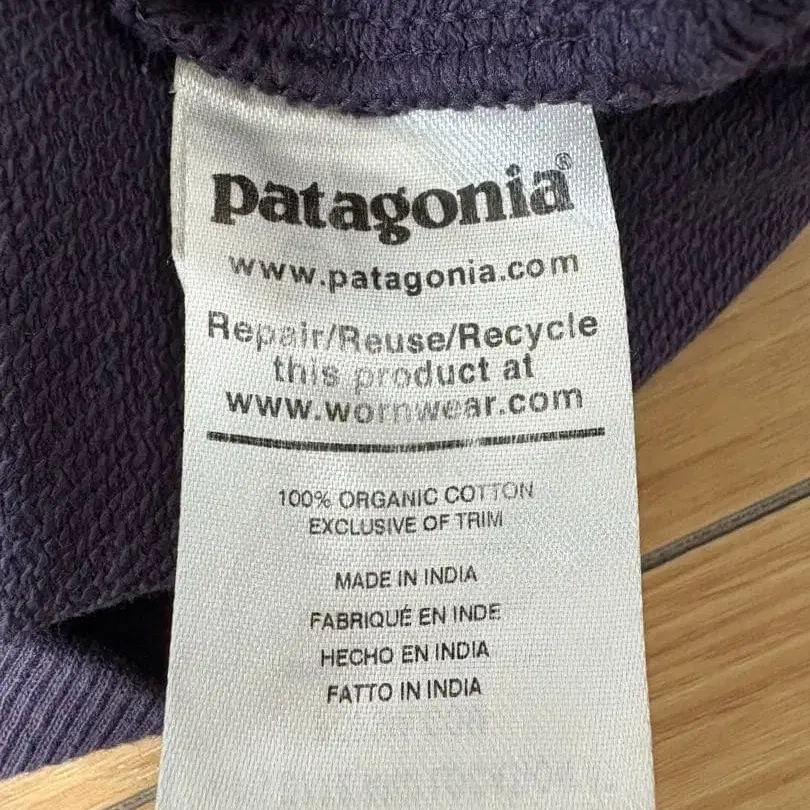 patagonia®
www.patagonia.com
Repair/Reuse/Recycle
this product at
www.wornwear.com
100% ORGANIC COTTON
EXCLUSIVE OF TRIM
MADE IN INDIA
FABRIQUÉ EN INDE
HECHO EN INDIA
FATTO IN INDIA